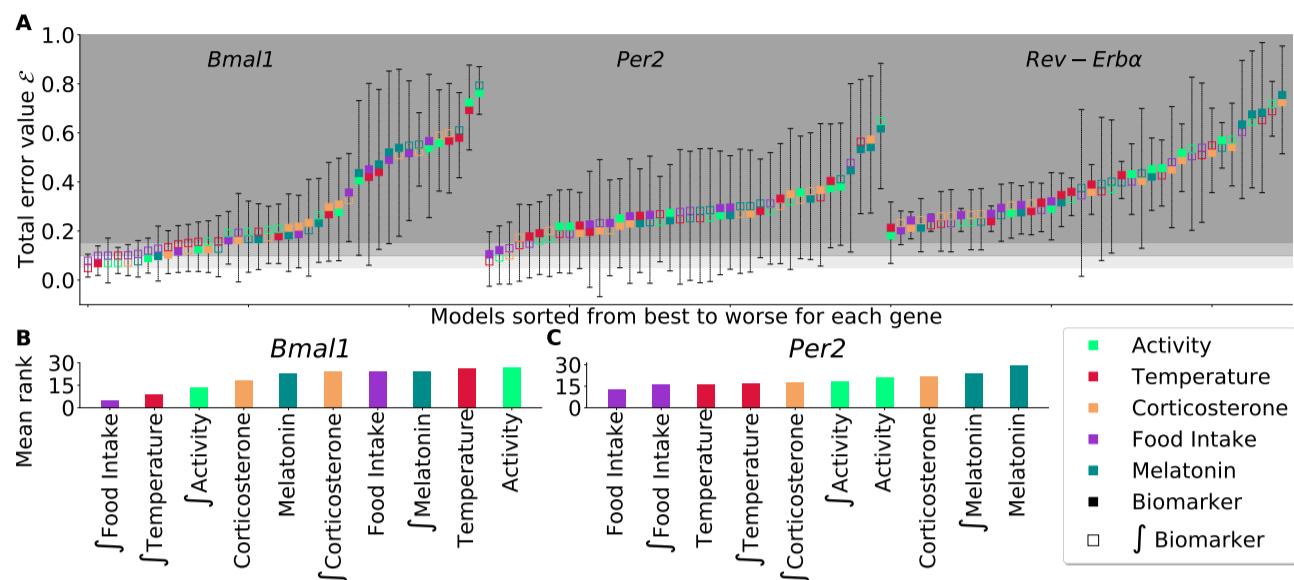 A
Total error value ℰ
1.0
0.8
0.6
0.4
0.2
0.0
Bmal1
Per2
Rev − Erbα
Models sorted from best to worse for each gene
B
Bmal1
Mean rank
30
15
0
∫Food Intake
∫Temperature
∫Activity
Corticosterone
Melatonin
∫Corticosterone
Food Intake
∫Melatonin
Temperature
Activity
C
Per2
30
15
0
Food Intake
∫Food Intake
Temperature
∫Temperature
∫Corticosterone
∫Activity
Activity
Corticosterone
∫Melatonin
Melatonin
Activity
Temperature
Corticosterone
Food Intake
Melatonin
Biomarker
∫ Biomarker